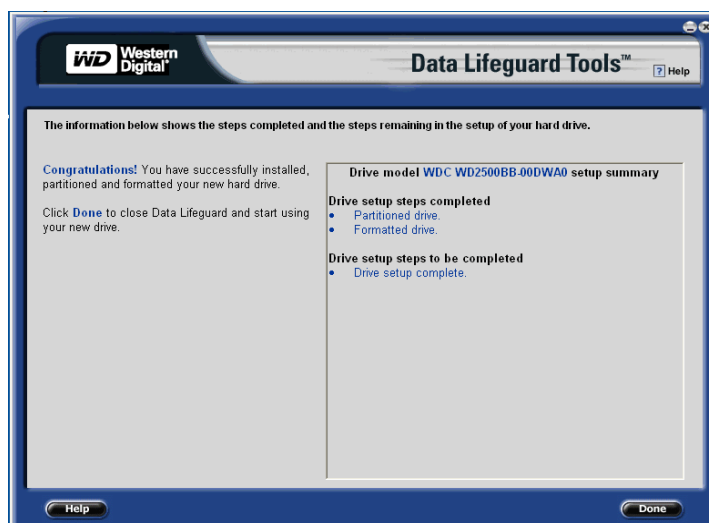 WD Western Digital®
Data Lifeguard Tools™
? Help
The information below shows the steps completed and the steps remaining in the setup of your hard drive.
Congratulations! You have successfully installed,
partitioned and formatted your new hard drive.
Click Done to close Data Lifeguard and start using
your new drive.
Drive model WDC WD2500BB-00DWA0 setup summary
Drive setup steps completed
• Partitioned drive.
• Formatted drive.
Drive setup steps to be completed
• Drive setup complete.
Help
Done